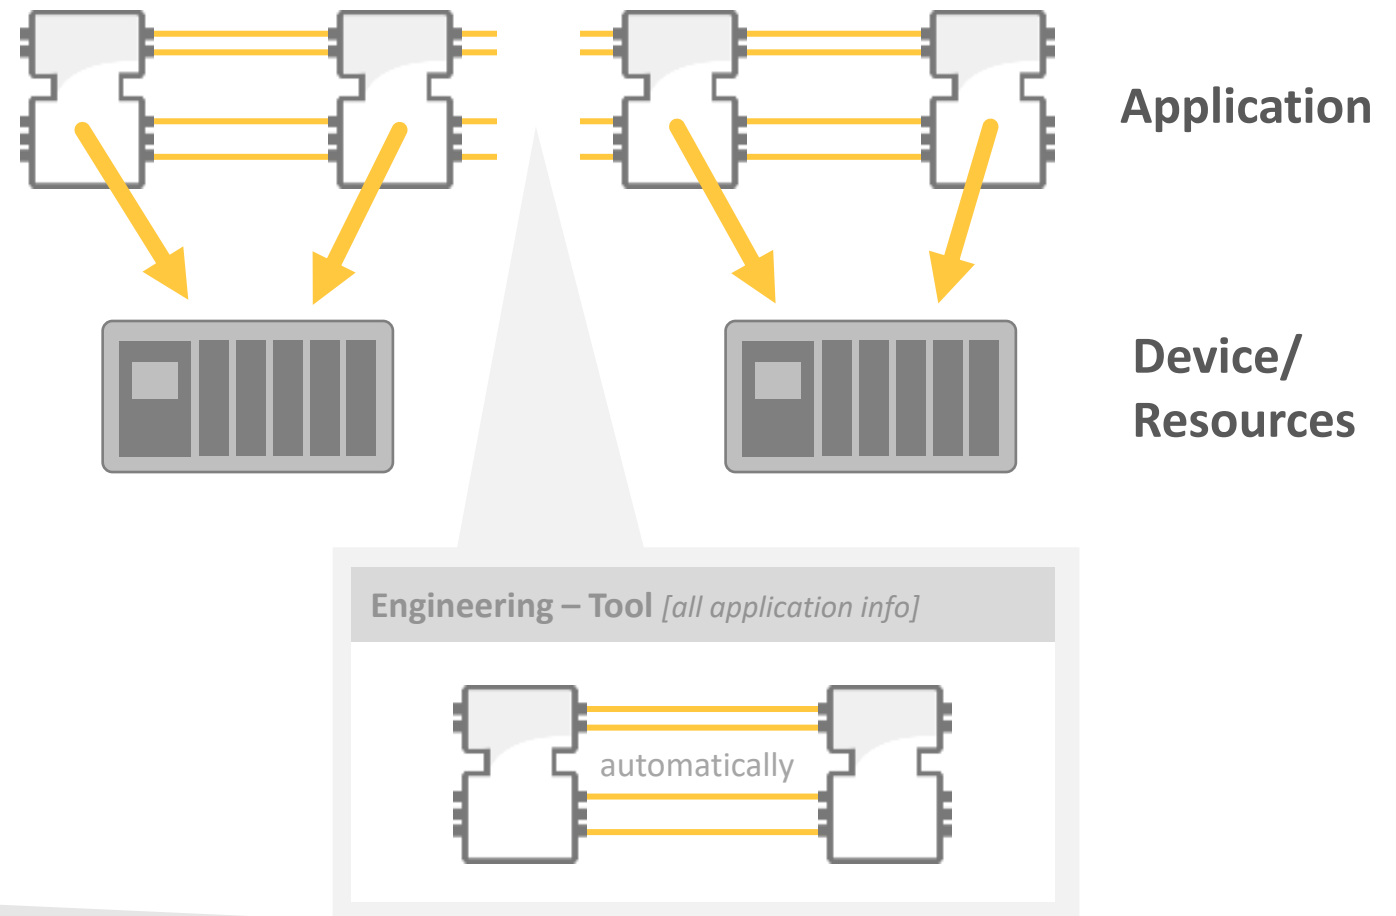 Application
Device/
Resources
Engineering – Tool [all application info]
automatically